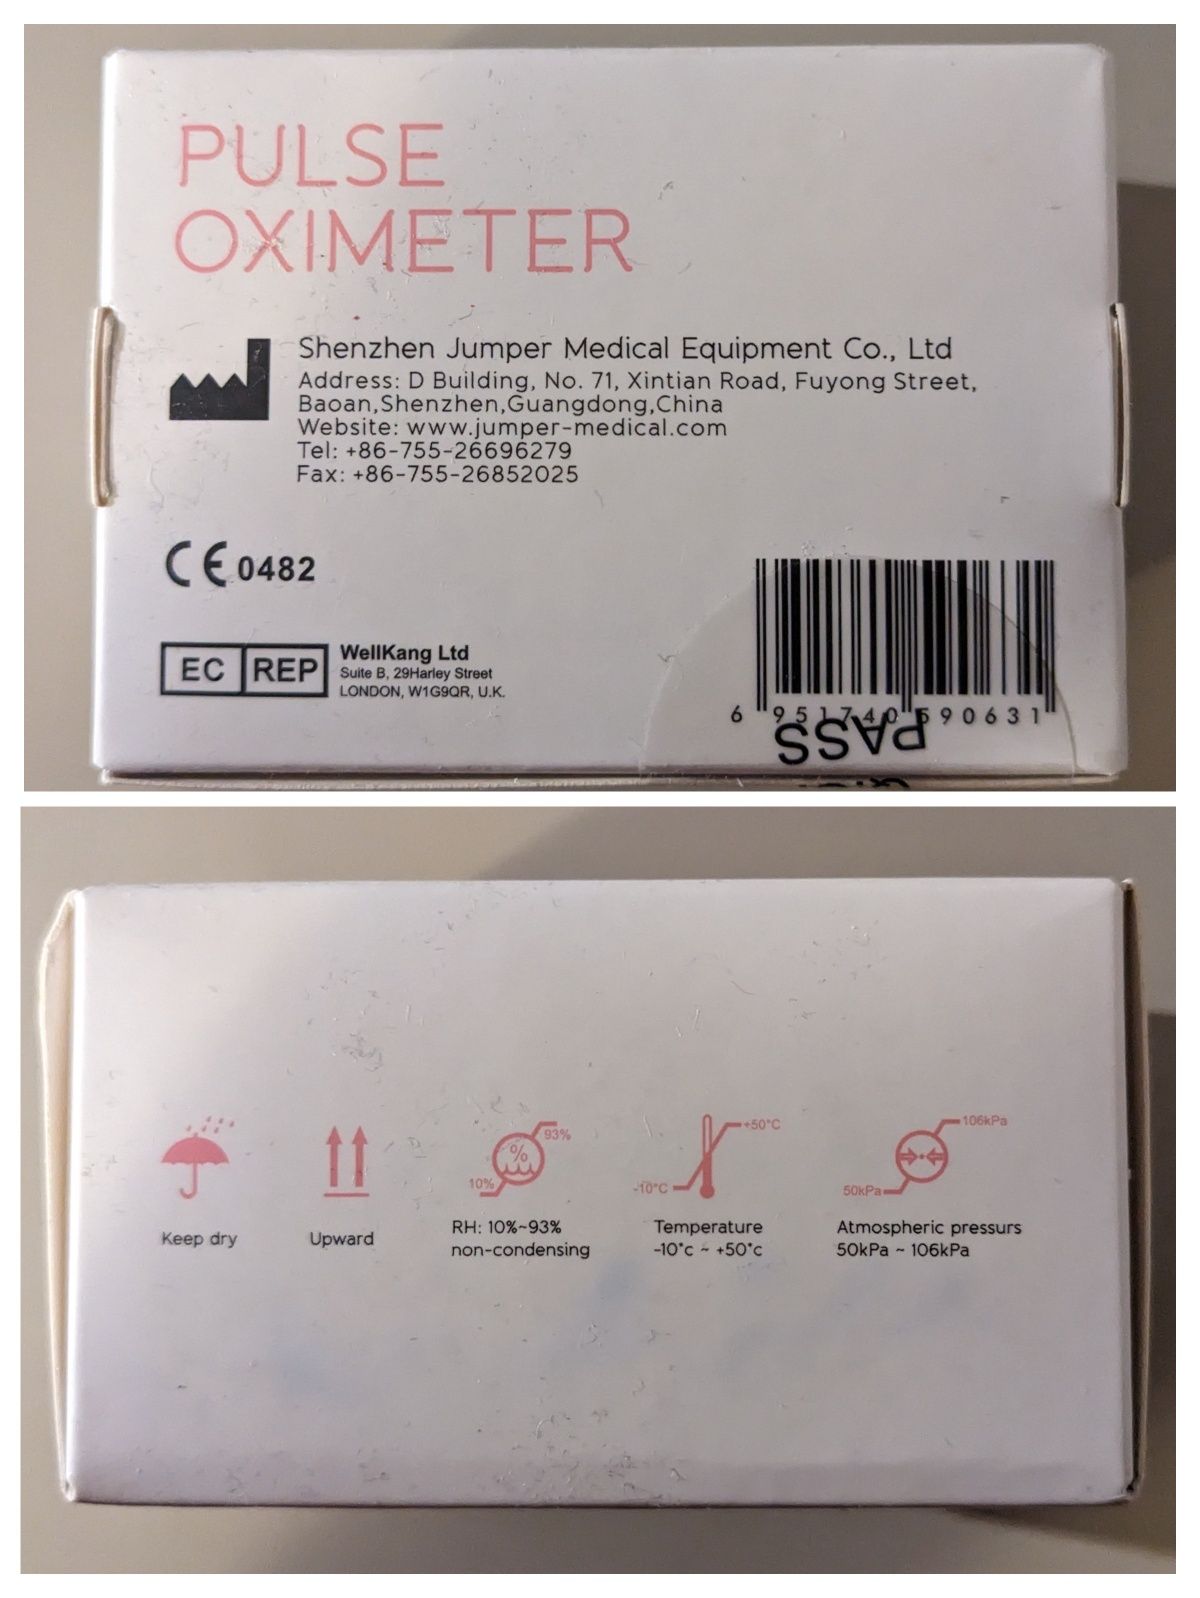 PULSE
OXIMETER
Shenzhen Jumper Medical Equipment Co., Ltd
Address: D Building, No. 71, Xintian Road, Fuyong Street,
Baoan,Shenzhen,Guangdong,China
Website: www.jumper-medical.com
Tel: +86-755-26696279
Fax: +86-755-26852025
CE 0482
EC REP
WellKang Ltd
Suite B, 29Harley Street
LONDON, W1G9QR, U.K.
6 951740 590631
PASS
93%
%
10%
+50°C
-10°C
106kPa
50kPa
Keep dry
Upward
RH: 10%~93%
non-condensing
Temperature
-10°c ~ +50°c
Atmospheric pressurs
50kPa ~ 106kPa